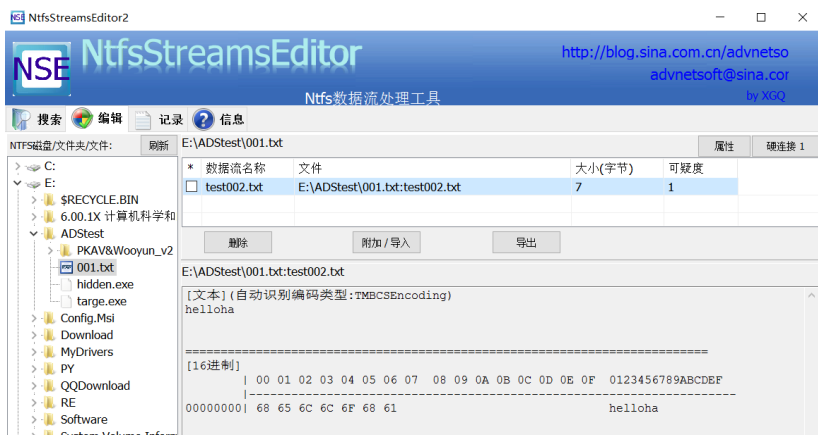 NSE NtfsStreamsEditor2
NSE NtfsStreamsEditor
http://blog.sina.com.cn/advnetso
advnetsoft@sina.cor
Ntfs数据流处理工具
by XGQ
搜索 编辑 记录 信息
NTFS磁盘/文件夹/文件: 刷新 E:\ADStest\001.txt 属性 硬连接 1
C:
E:
$RECYCLE.BIN
6.00.1X 计算机科学和
ADStest
PKAV&Wooyun_v2
001.txt
hidden.exe
targe.exe
Config.Msi
Download
MyDrivers
PY
QQDownload
RE
Software
System Volume Inform
* 数据流名称 文件 大小(字节) 可疑度
test002.txt E:\ADStest\001.txt:test002.txt 7 1
删除 附加/导入 导出
E:\ADStest\001.txt:test002.txt
[文本](自动识别编码类型:TMBCSEncoding)
helloha
=======================================================================
[16进制]
| 00 01 02 03 04 05 06 07 08 09 0A 0B 0C 0D 0E 0F 0123456789ABCDEF
|------------------------------------------------------------------
00000000| 68 65 6C 6C 6F 68 61 helloha